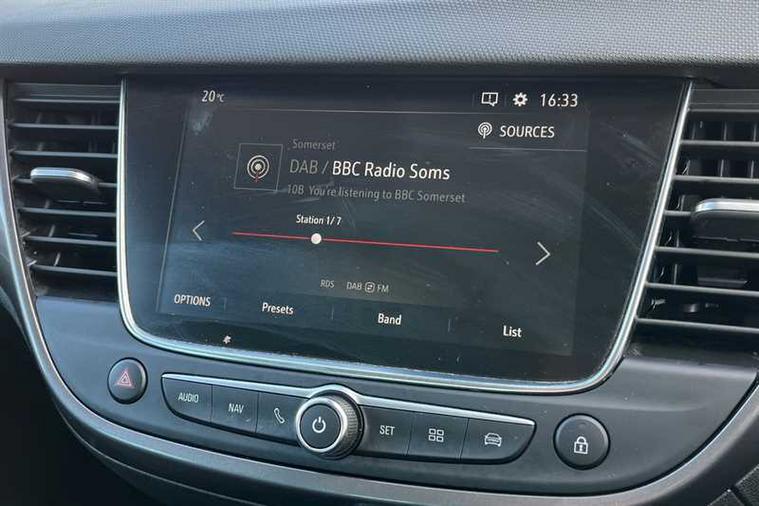 20°C 16:33
SOURCES
Somerset
DAB / BBC Radio Soms
10B You're listening to BBC Somerset
Station 1/ 7
RDS DAB FM
OPTIONS Presets Band List
AUDIO NAV SET